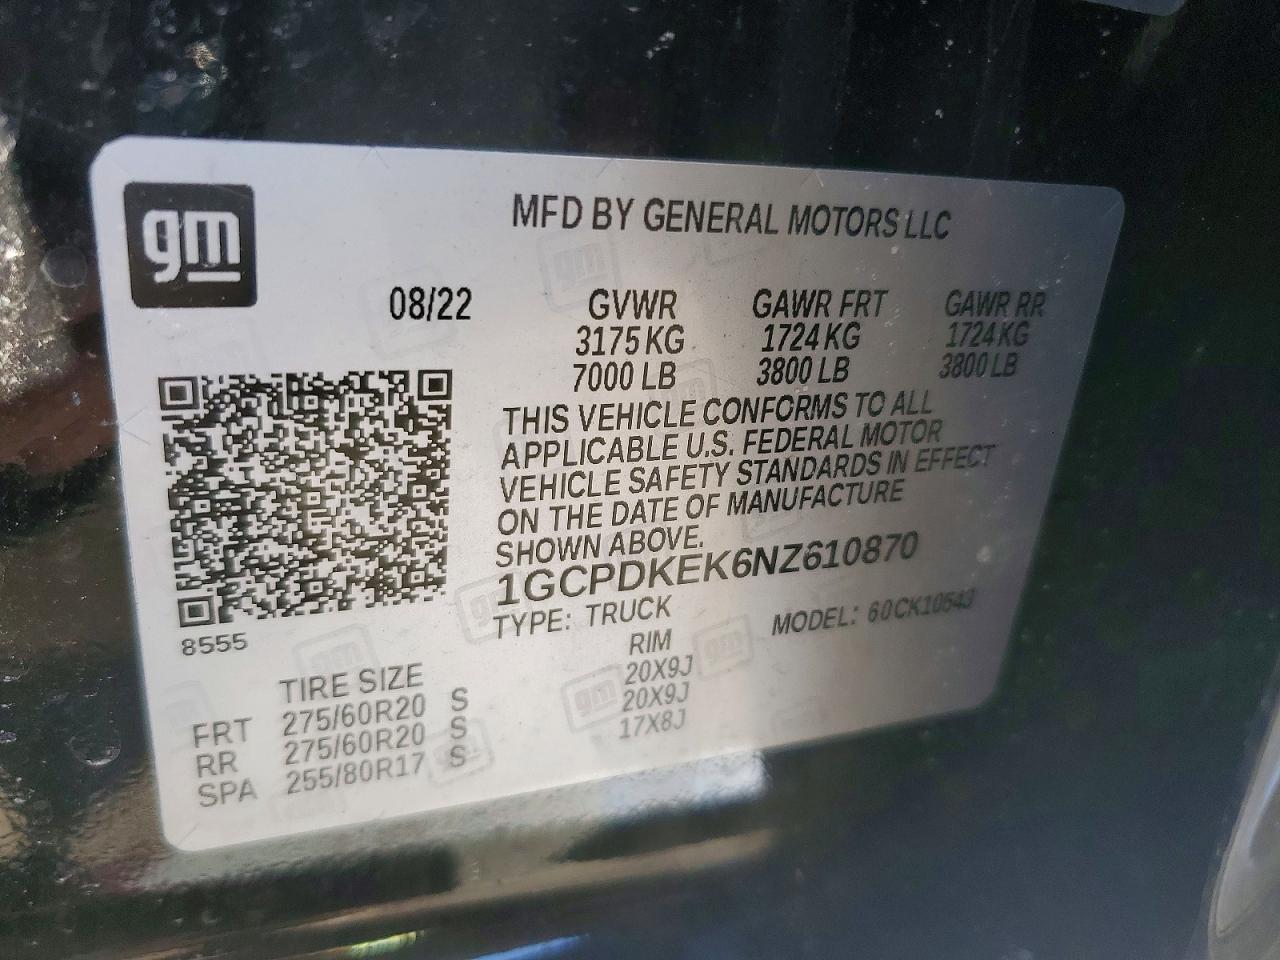 gm
MFD BY GENERAL MOTORS LLC
08/22 GVWR GAWR FRT GAWR RR
3175 KG 1724 KG 1724 KG
7000 LB 3800 LB 3800 LB
THIS VEHICLE CONFORMS TO ALL
APPLICABLE U.S. FEDERAL MOTOR
VEHICLE SAFETY STANDARDS IN EFFECT
ON THE DATE OF MANUFACTURE
SHOWN ABOVE.
1GCPDKEK6NZ610870
TYPE: TRUCK MODEL: 60CK10543
8555
TIRE SIZE RIM
FRT 275/60R20 S 20X9J
RR 275/60R20 S 20X9J
SPA 255/80R17 S 17X8J